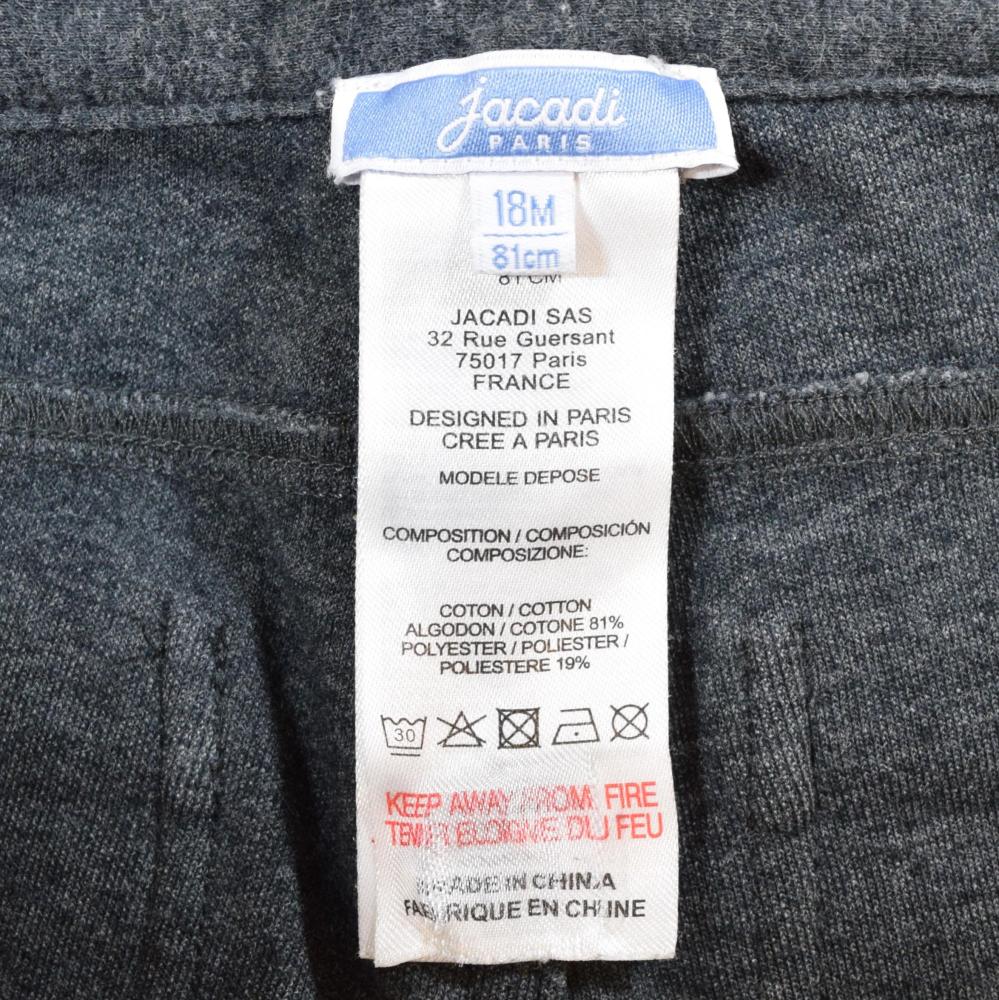 jacadi
PARIS
18M
81cm
81 CM
JACADI SAS
32 Rue Guersant
75017 Paris
FRANCE
DESIGNED IN PARIS
CREE A PARIS
MODELE DEPOSE
COMPOSITION / COMPOSICIÓN
COMPOSIZIONE:
COTON / COTTON
ALGODON / COTONE 81%
POLYESTER / POLIESTER /
POLIESTERE 19%
30
KEEP AWAY FROM FIRE
TENIR ELOIGNE DU FEU
MADE IN CHINA
FABRIQUE EN CHINE